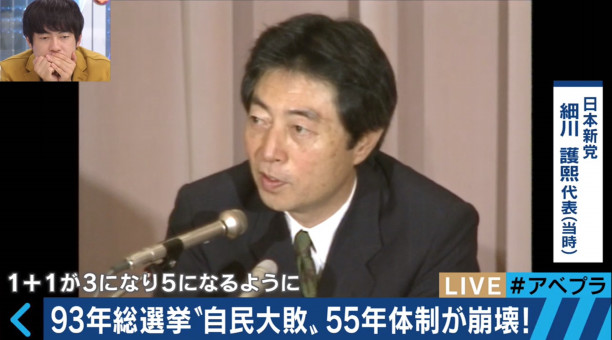 日本新党
細川 護熙 代表(当時)
1+1が3になり5になるように
LIVE #アベプラ
93年総選挙〝自民大敗〟55年体制が崩壊!